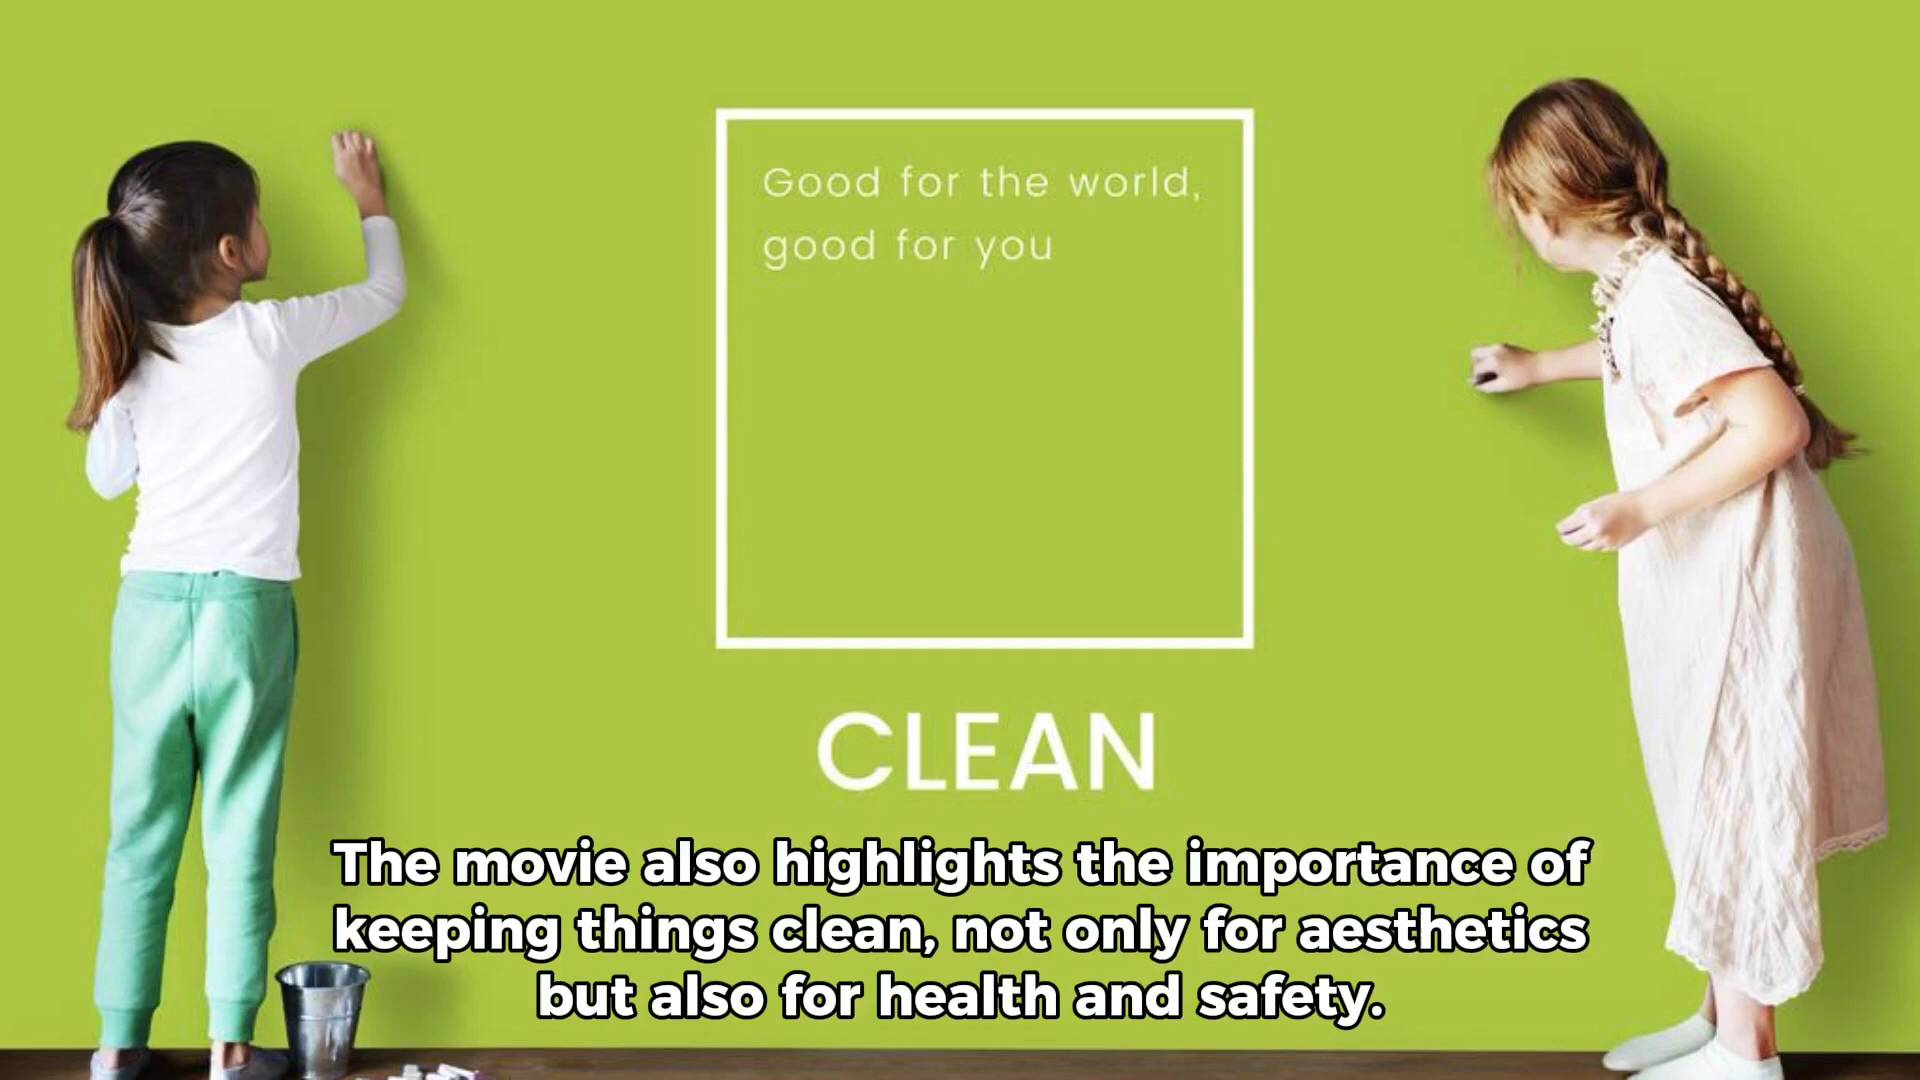 Good for the world,
good for you
CLEAN
The movie also highlights the importance of
keeping things clean, not only for aesthetics
but also for health and safety.